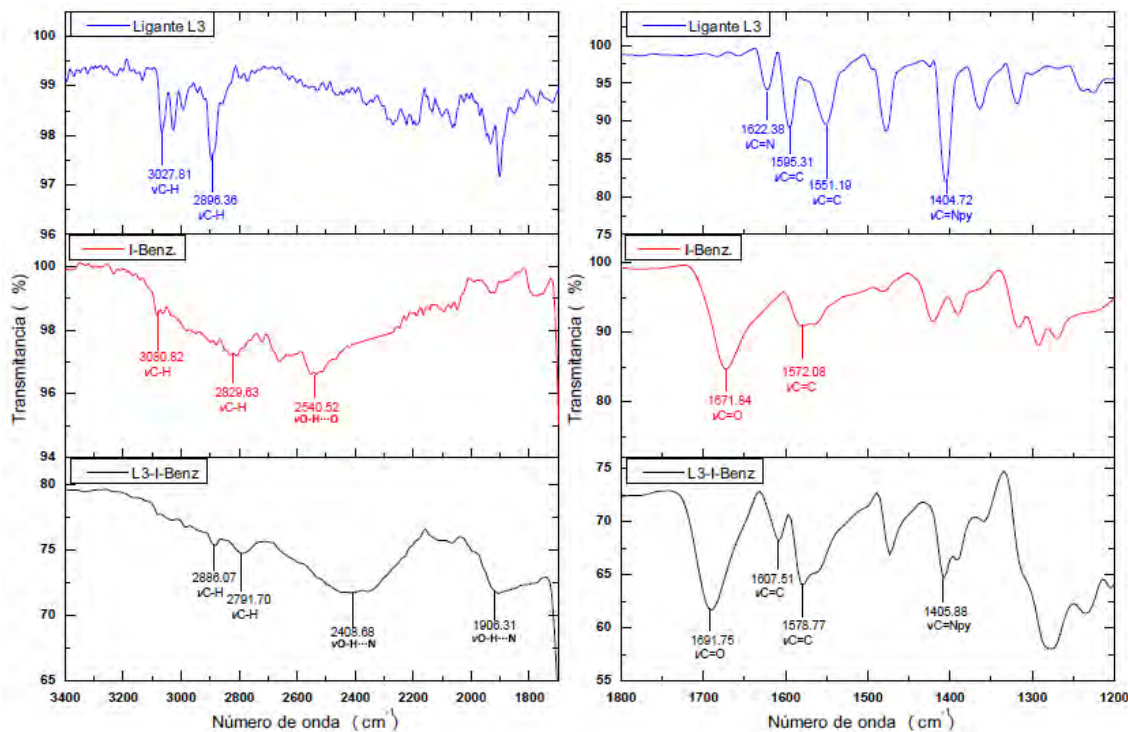 Ligante L3
100
99
98
97
96
3027.81
νC-H
2896.36
νC-H
I-Benz.
100
98
96
94
3080.82
νC-H
2829.63
νC-H
2540.52
νO-H···O
L3-I-Benz
80
75
70
65
2886.07
νC-H
2791.70
νC-H
2408.68
νO-H···N
1906.31
νO-H···N
3400 3200 3000 2800 2600 2400 2200 2000 1800
Transmitancia ( %)
Número de onda ( cm⁻¹)
Ligante L3
100
95
90
85
80
75
1622.38
νC=N
1595.31
νC=C
1551.19
νC=C
1404.72
νC=Npy
I-Benz.
100
95
90
85
80
1671.84
νC=O
1572.08
νC=C
L3-I-Benz
75
70
65
60
55
1691.75
νC=O
1607.51
νC=C
1578.77
νC=C
1405.88
νC=Npy
1800 1700 1600 1500 1400 1300 1200
Transmitancia ( %)
Número de onda ( cm⁻¹)